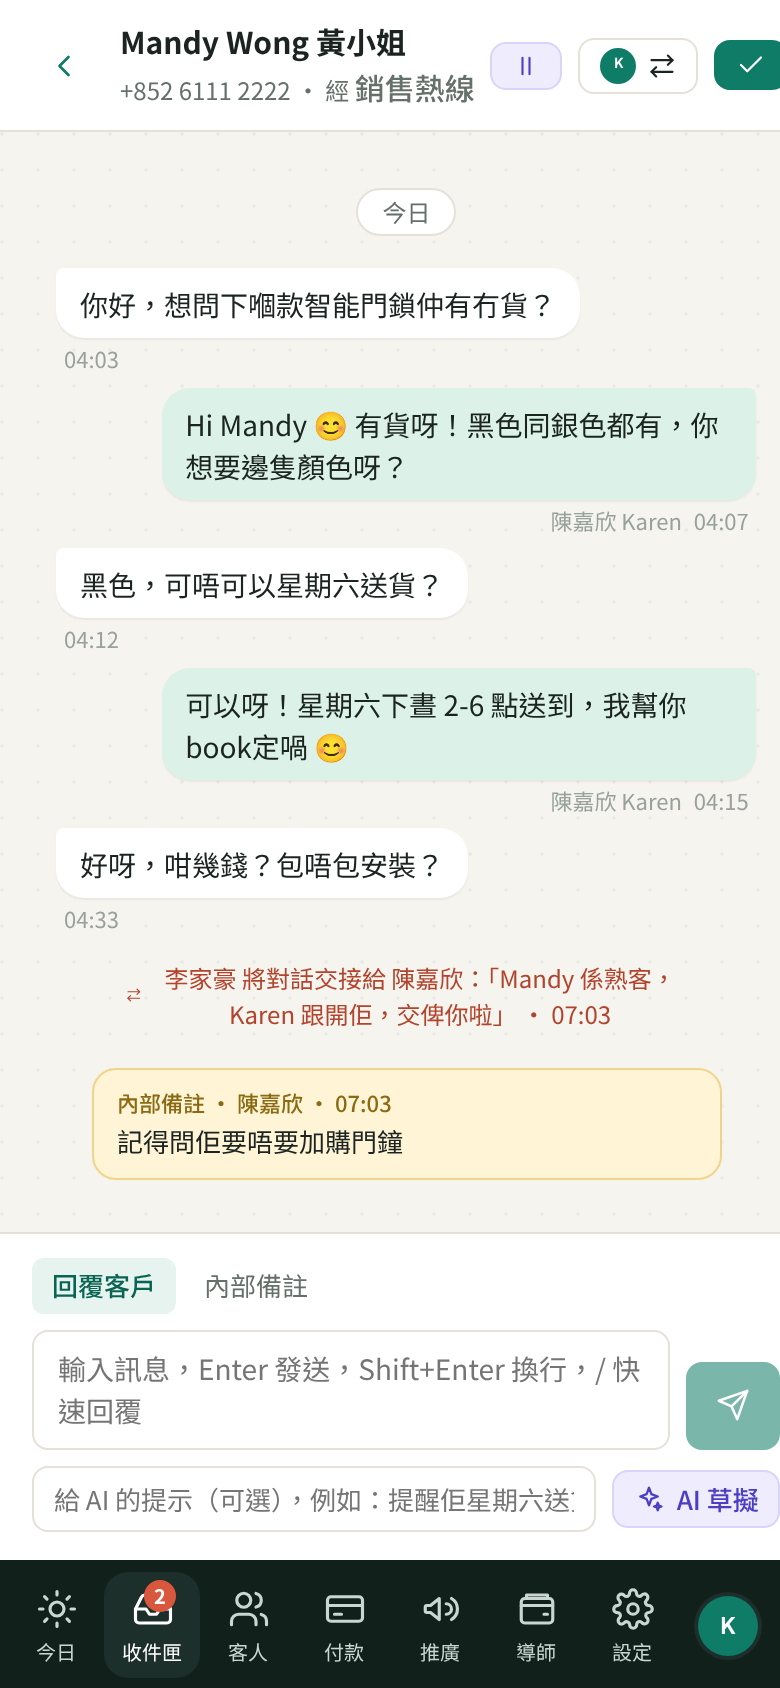 Mandy Wong 黃小姐
+852 6111 2222 · 經 銷售熱線
K
今日
你好，想問下嗰款智能門鎖仲有冇貨？
04:03
Hi Mandy 😊 有貨呀！黑色同銀色都有，你
想要邊隻顏色呀？
陳嘉欣 Karen 04:07
黑色，可唔可以星期六送貨？
04:12
可以呀！星期六下晝 2-6 點送到，我幫你
book定喎 😊
陳嘉欣 Karen 04:15
好呀，咁幾錢？包唔包安裝？
04:33
李家豪 將對話交接給 陳嘉欣：「Mandy 係熟客，
Karen 跟開佢，交俾你啦」 · 07:03
內部備註 · 陳嘉欣 · 07:03
記得問佢要唔要加購門鐘
回覆客戶 內部備註
輸入訊息，Enter 發送，Shift+Enter 換行，/ 快
速回覆
給 AI 的提示（可選），例如：提醒佢星期六送
AI 草擬
2
今日 收件匣 客人 付款 推廣 導師 設定 K